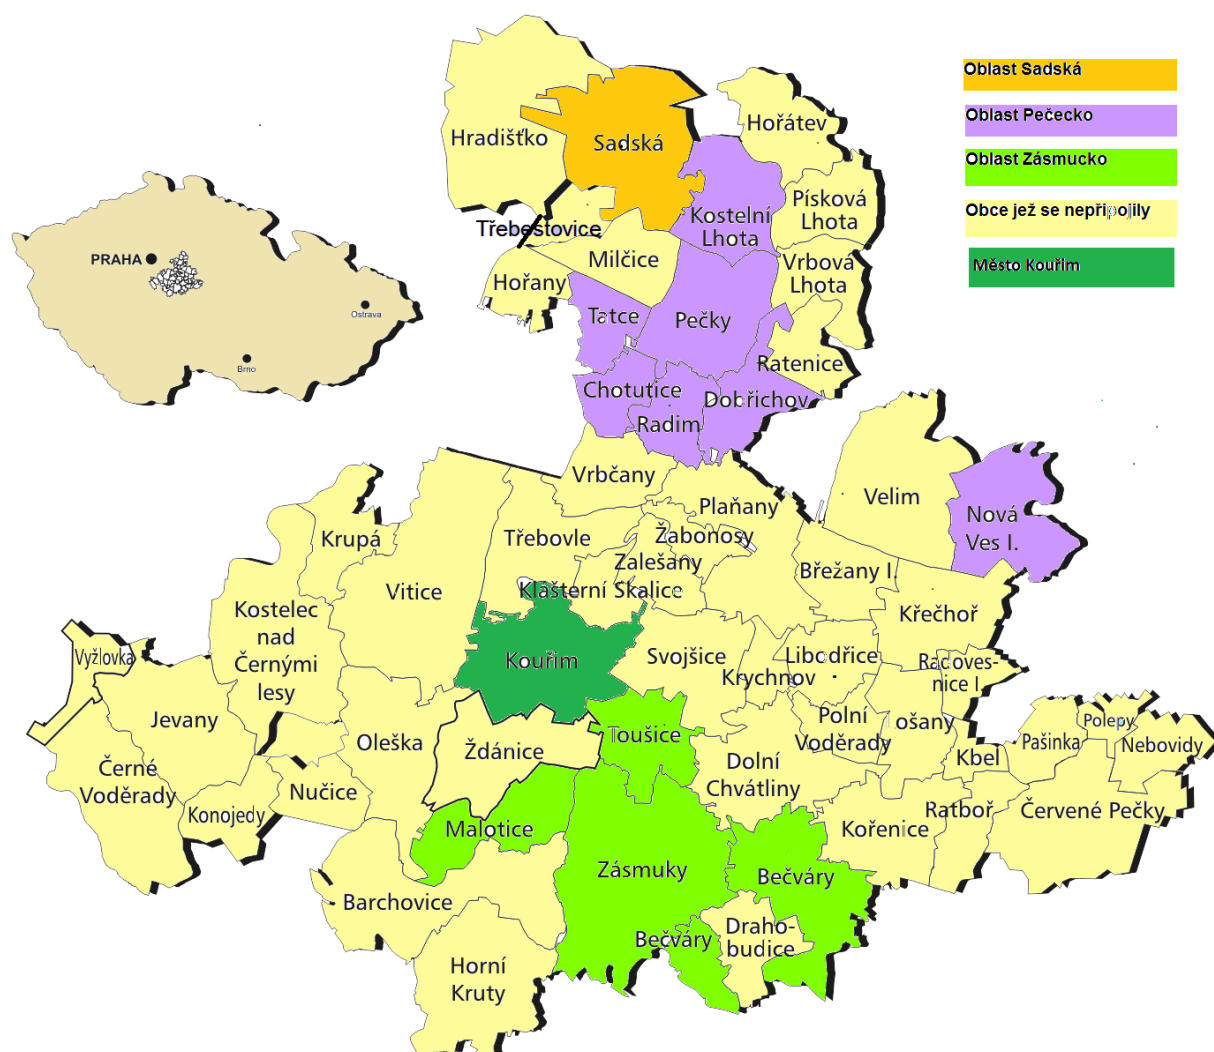 Oblast Sadská
Oblast Pečecko
Oblast Zásmucko
Obce jež se nepřipojily
Město Kouřim
PRAHA
Ostrava
Brno
Hradišťko
Sadská
Hořátev
Kostelní
Lhota
Písková
Lhota
Třebestovice
Milčice
Vrbová
Lhota
Hořany
Tatce
Pečky
Ratenice
Chotutice
Dobřichov
Radim
Vrbčany
Plaňany
Velim
Nová
Ves I.
Krupá
Třebovle
Žabonosy
Zalešany
Břežany I.
Vitice
Klášterní Skalice
Křečhoř
Kostelec
nad
Černými
lesy
Vyžlovka
Kouřim
Svojšice
Krychnov
Libodřice
Radoves-
nice I
Jevany
Oleška
Ždánice
Toušice
Polní
Voděrady
ošany
Polepy
Pašinka
Nebovidy
Černé
Voděrady
Dolní
Chvátliny
Kbel
Konojedy
Nučice
Malotice
Kořenice
Ratboř
Červené Pečky
Zásmuky
Bečváry
Barchovice
Bečváry
Draho-
budice
Horní
Kruty